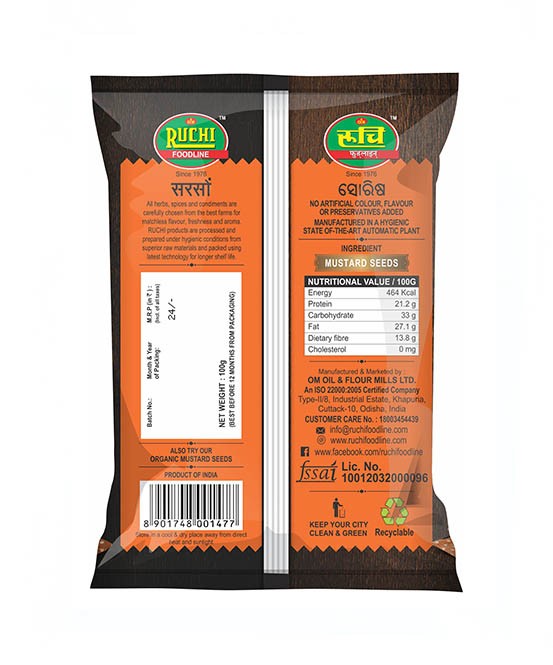 RUCHI
TM
FOODLINE
Since 1976
सरसों
All herbs, spices and condiments are
carefully chosen from the best farms for
matchless flavour, freshness and aroma.
RUCHI products are processed and
prepared under hygienic conditions from
superior raw materials and packed using
latest technology for longer shelf life.
M.R.P (in ₹) :
(Incl. of all taxes)
24/-
Month & Year
of Packing:
Batch No.:
NET WEIGHT : 100g
(BEST BEFORE 12 MONTHS FROM PACKAGING)
ALSO TRY OUR
ORGANIC MUSTARD SEEDS
PRODUCT OF INDIA
8 901748 001477
Store in a cool & dry place away from direct
heat and sunlight.
रुचि
TM
फुडलाइन्
Since 1976
ସୋରିଷ
NO ARTIFICIAL COLOUR, FLAVOUR
OR PRESERVATIVES ADDED
MANUFACTURED IN A HYGIENIC
STATE OF-THE-ART AUTOMATIC PLANT
INGREDIENT
MUSTARD SEEDS
NUTRITIONAL VALUE / 100G
Energy 464 Kcal
Protein 21.2 g
Carbohydrate 33 g
Fat 27.1 g
Dietary fibre 13.8 g
Cholesterol 0 mg
Manufactured & Marketed by :
OM OIL & FLOUR MILLS LTD.
An ISO 22000:2005 Certified Company
Type-II/8, Industrial Estate, Khapuria,
Cuttack-10, Odisha, India
CUSTOMER CARE NO. : 18003454439
info@ruchifoodline.com
www.ruchifoodline.com
www.facebook.com/ruchifoodline
fssai Lic. No.
10012032000096
KEEP YOUR CITY
CLEAN & GREEN
Recyclable